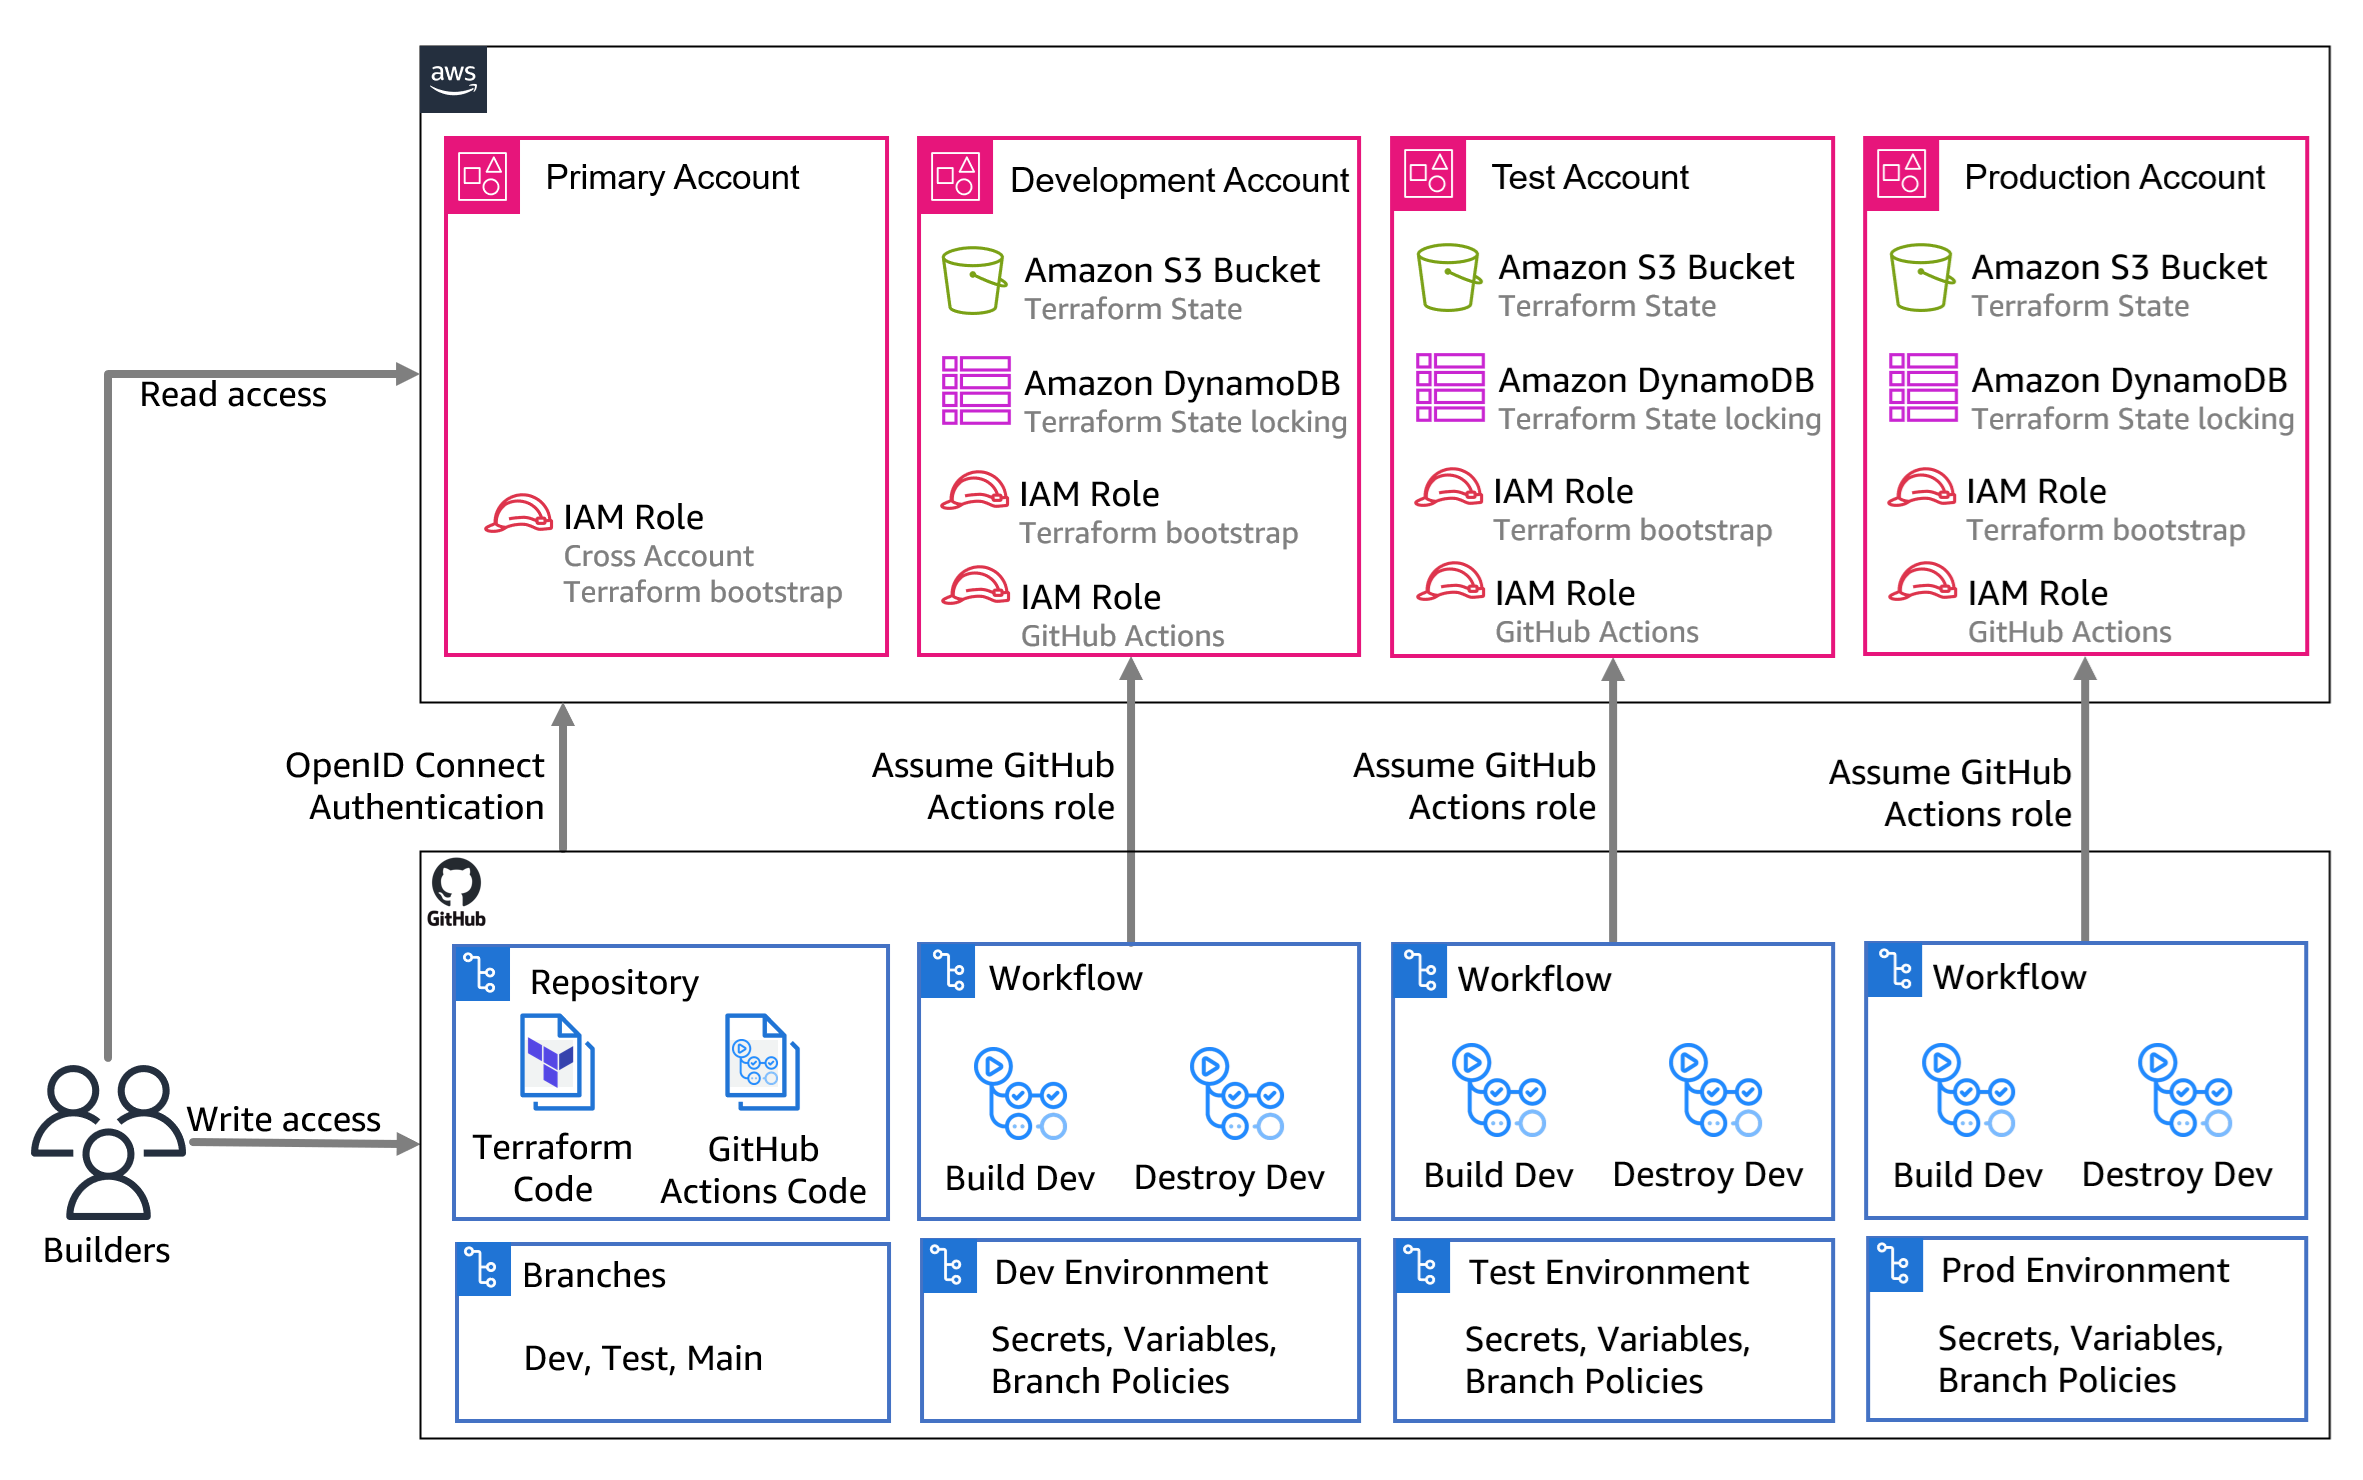 aws
Primary Account
IAM Role
Cross Account
Terraform bootstrap
Development Account
Amazon S3 Bucket
Terraform State
Amazon DynamoDB
Terraform State locking
IAM Role
Terraform bootstrap
IAM Role
GitHub Actions
Test Account
Amazon S3 Bucket
Terraform State
Amazon DynamoDB
Terraform State locking
IAM Role
Terraform bootstrap
IAM Role
GitHub Actions
Production Account
Amazon S3 Bucket
Terraform State
Amazon DynamoDB
Terraform State locking
IAM Role
Terraform bootstrap
IAM Role
GitHub Actions
Read access
OpenID Connect
Authentication
Assume GitHub
Actions role
Assume GitHub
Actions role
Assume GitHub
Actions role
Write access
Builders
GitHub
Repository
Terraform
Code
GitHub
Actions Code
Workflow
Build Dev
Destroy Dev
Workflow
Build Dev
Destroy Dev
Workflow
Build Dev
Destroy Dev
Branches
Dev, Test, Main
Dev Environment
Secrets, Variables,
Branch Policies
Test Environment
Secrets, Variables,
Branch Policies
Prod Environment
Secrets, Variables,
Branch Policies